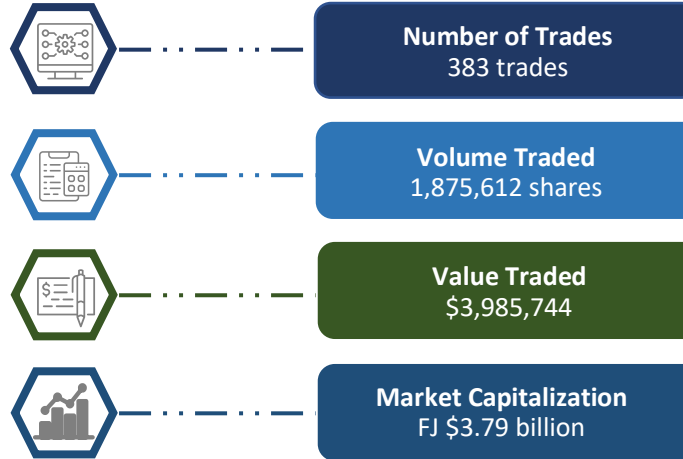 Number of Trades
383 trades
Volume Traded
1,875,612 shares
$
Value Traded
$3,985,744
Market Capitalization
FJ $3.79 billion